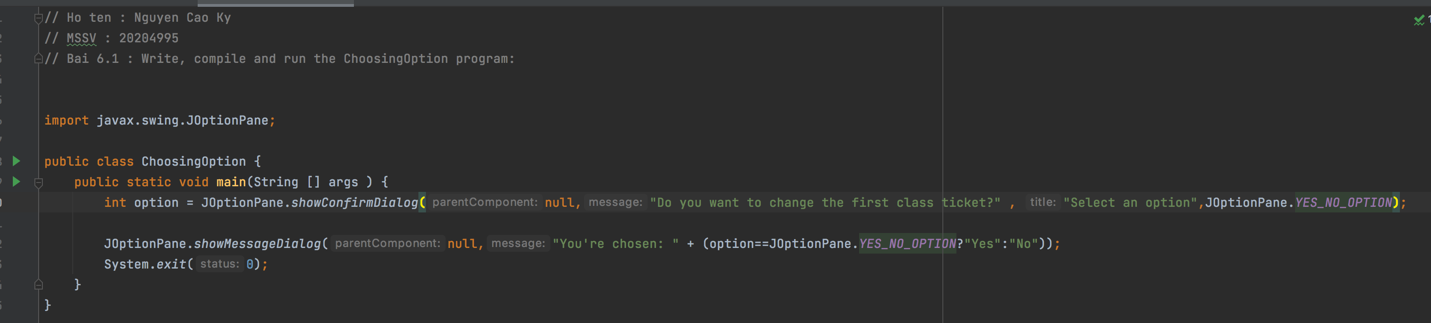 // Ho ten : Nguyen Cao Ky
// MSSV : 20204995
// Bai 6.1 : Write, compile and run the ChoosingOption program:
import javax.swing.JOptionPane;
public class ChoosingOption {
public static void main(String [] args ) {
int option = JOptionPane.showConfirmDialog( parentComponent: null, message: "Do you want to change the first class ticket?" , title: "Select an option",JOptionPane.YES_NO_OPTION);
JOptionPane.showMessageDialog( parentComponent: null, message: "You're chosen: " + (option==JOptionPane.YES_NO_OPTION?"Yes":"No"));
System.exit( status: 0);
}
}